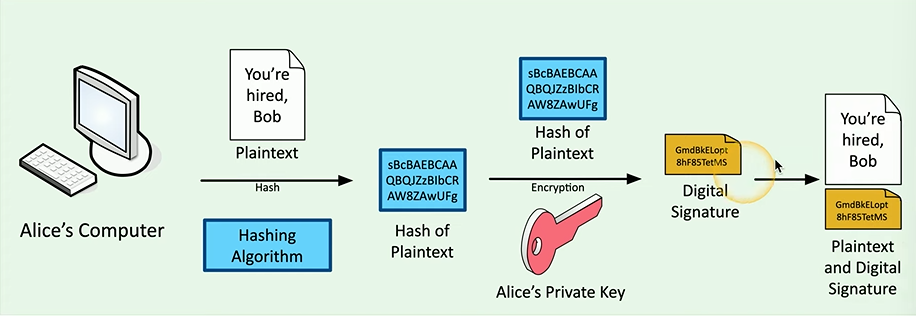 Alice's Computer
You're
hired,
Bob
Plaintext
Hash
Hashing
Algorithm
sBcBAEBCAA
QBQJZzBIbCR
AW8ZAwUFg
Hash of
Plaintext
sBcBAEBCAA
QBQJZzBIbCR
AW8ZAwUFg
Hash of
Plaintext
Encryption
Alice's Private Key
GmdBkELopt
8hF85TetMS
Digital
Signature
You're
hired,
Bob
GmdBkELopt
8hF85TetMS
Plaintext
and Digital
Signature